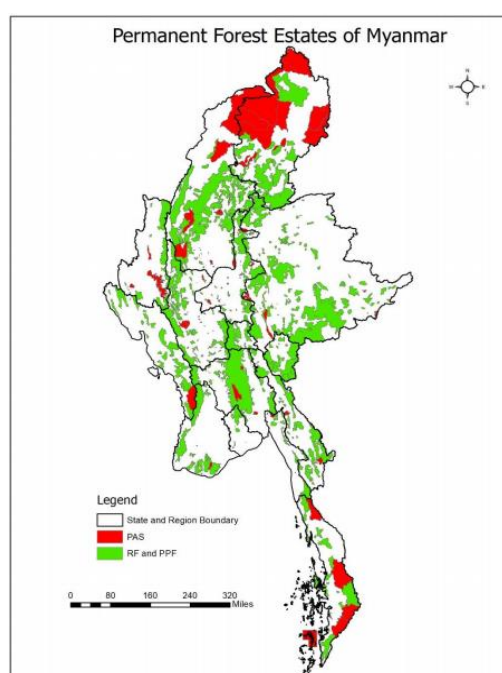 Permanent Forest Estates of Myanmar
N
W E
S
Legend
State and Region Boundary
PAS
RF and PPF
0 80 160 240 320
Miles